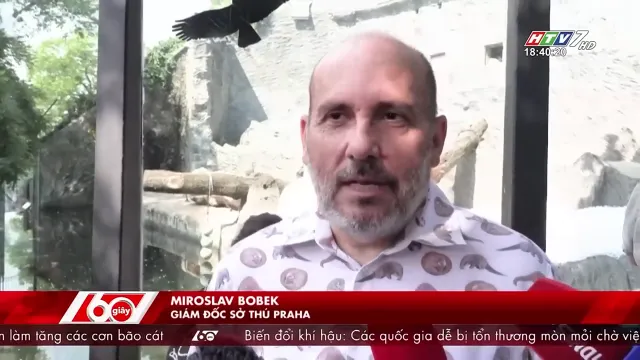 HTV7 HD
18:40:20
60 giây
MIROSLAV BOBEK
GIÁM ĐỐC SỞ THÚ PRAHA
n làm tăng các cơn bão cát 60giây Biến đổi khí hậu: Các quốc gia dễ bị tổn thương mòn mỏi chờ việ